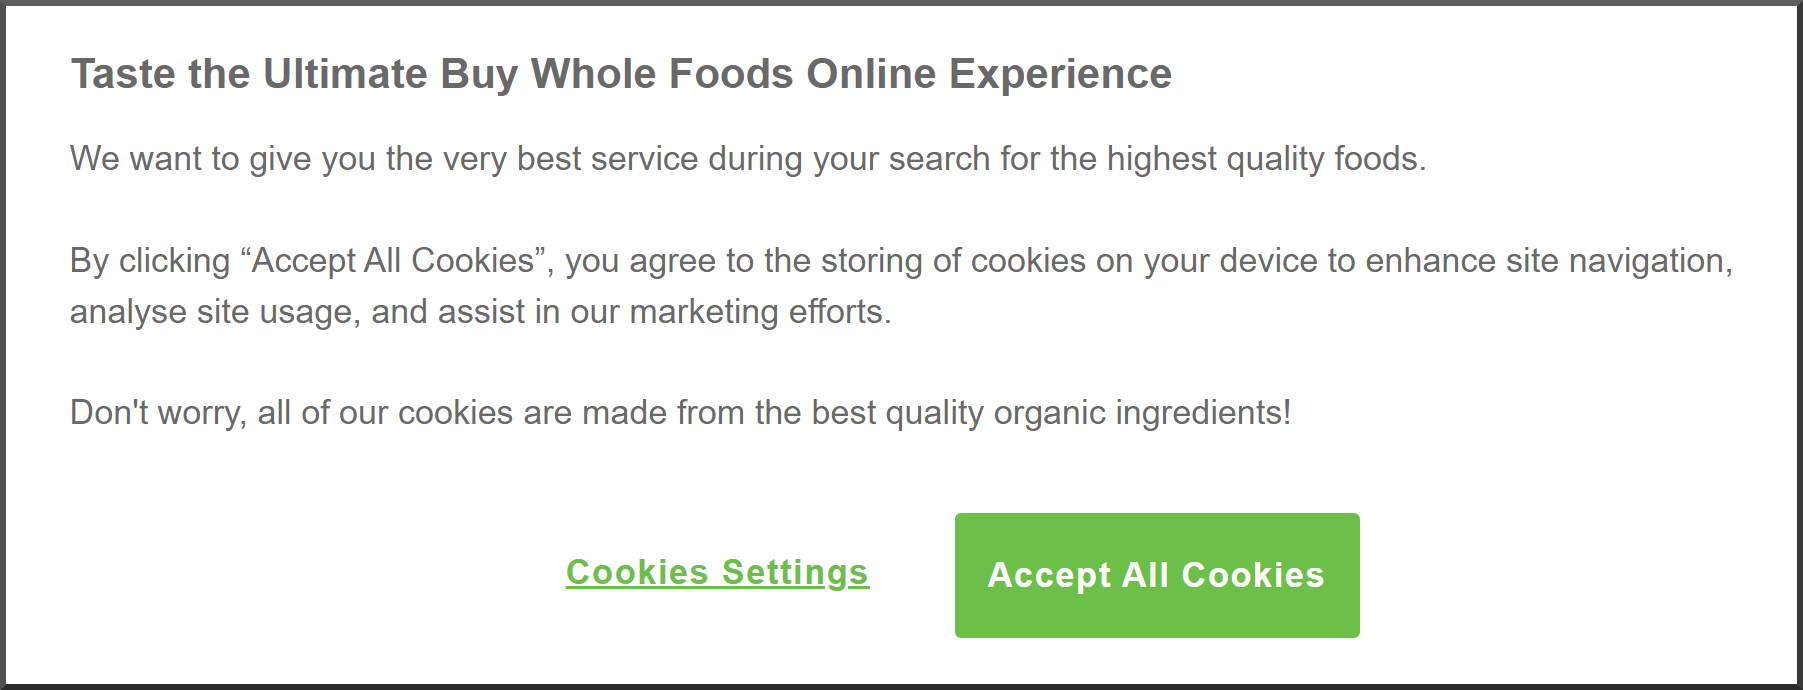 Taste the Ultimate Buy Whole Foods Online Experience
We want to give you the very best service during your search for the highest quality foods.
By clicking “Accept All Cookies”, you agree to the storing of cookies on your device to enhance site navigation,
analyse site usage, and assist in our marketing efforts.
Don't worry, all of our cookies are made from the best quality organic ingredients!
Cookies Settings
Accept All Cookies